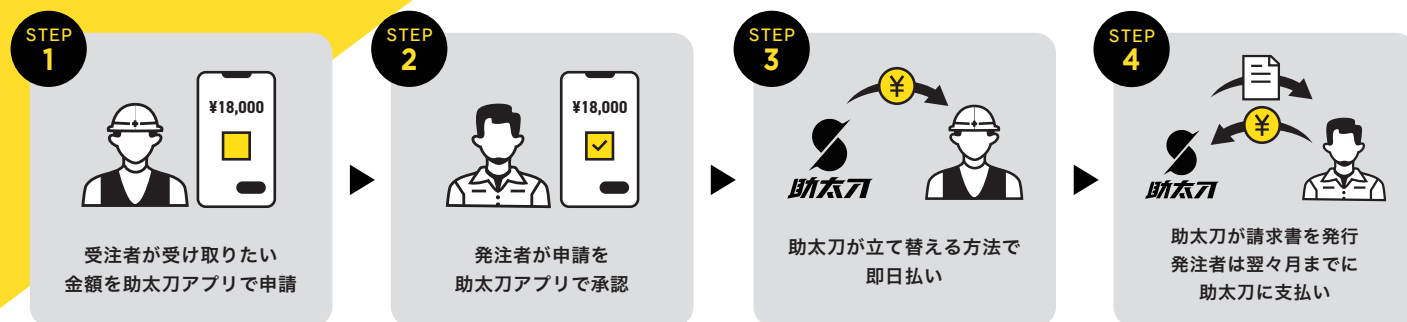 STEP
1
¥18,000
受注者が受け取りたい
金額を助太刀アプリで申請
STEP
2
¥18,000
発注者が申請を
助太刀アプリで承認
STEP
3
¥
助太刀
助太刀が立て替える方法で
即日払い
STEP
4
¥
助太刀
助太刀が請求書を発行
発注者は翌々月までに
助太刀に支払い